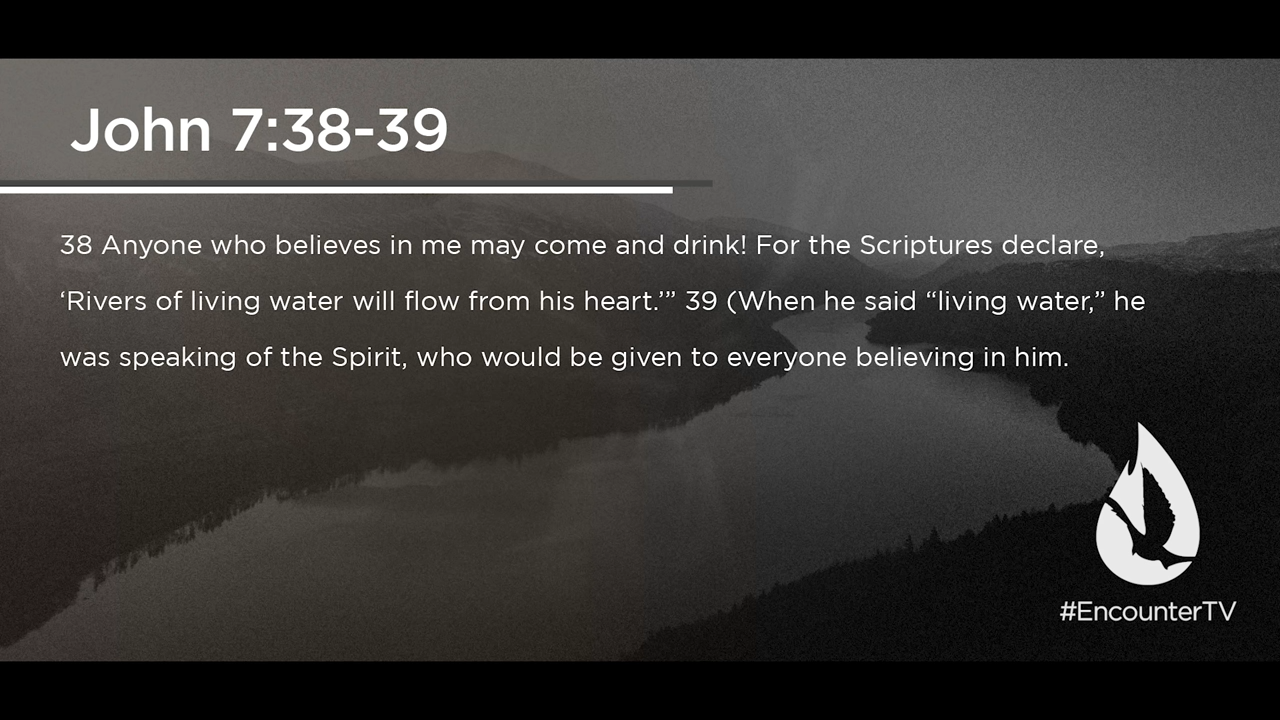 John 7:38-39
38 Anyone who believes in me may come and drink! For the Scriptures declare,
‘Rivers of living water will flow from his heart.’” 39 (When he said “living water,” he
was speaking of the Spirit, who would be given to everyone believing in him.
#EncounterTV